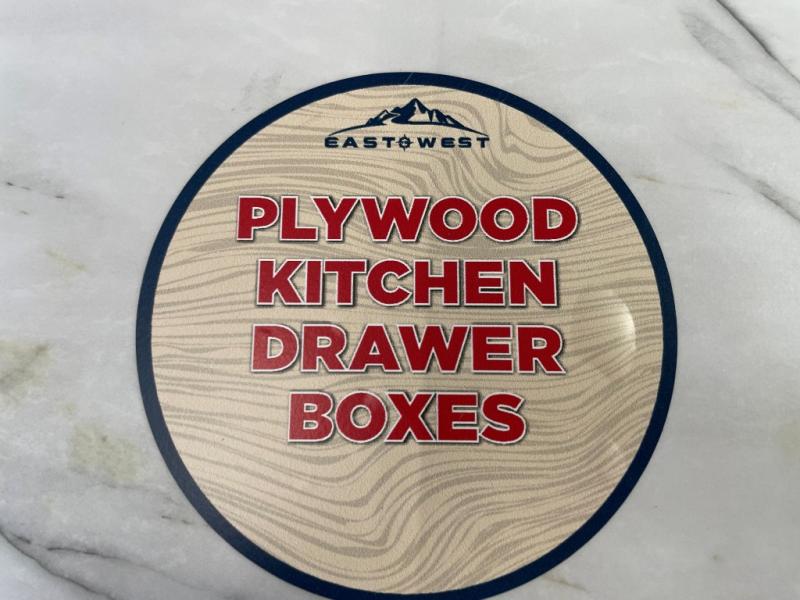 EAST WEST
PLYWOOD
KITCHEN
DRAWER
BOXES